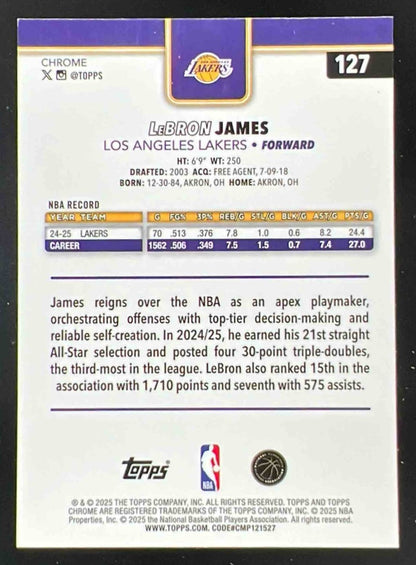 CHROME
@TOPPS
LAKERS
127
LeBRON JAMES
LOS ANGELES LAKERS • FORWARD
HT: 6'9" WT: 250
DRAFTED: 2003 ACQ: FREE AGENT, 7-09-18
BORN: 12-30-84, AKRON, OH HOME: AKRON, OH
NBA RECORD
YEAR TEAM G FG% 3P% REB/G STL/G BLK/G AST/G PTS/G
24-25 LAKERS 70 .513 .376 7.8 1.0 0.6 8.2 24.4
CAREER 1562 .506 .349 7.5 1.5 0.7 7.4 27.0
James reigns over the NBA as an apex playmaker,
orchestrating offenses with top-tier decision-making and
reliable self-creation. In 2024/25, he earned his 21st straight
All-Star selection and posted four 30-point triple-doubles,
the third-most in the league. LeBron also ranked 15th in the
association with 1,710 points and seventh with 575 assists.
Topps
NBA
® & © 2025 THE TOPPS COMPANY, INC. ALL RIGHTS RESERVED. TOPPS AND TOPPS
CHROME ARE REGISTERED TRADEMARKS OF THE TOPPS COMPANY, INC. © 2025 NBA
Properties, Inc. © 2025 the National Basketball Players Association. All rights reserved.
WWW.TOPPS.COM. CODE#CMP121527